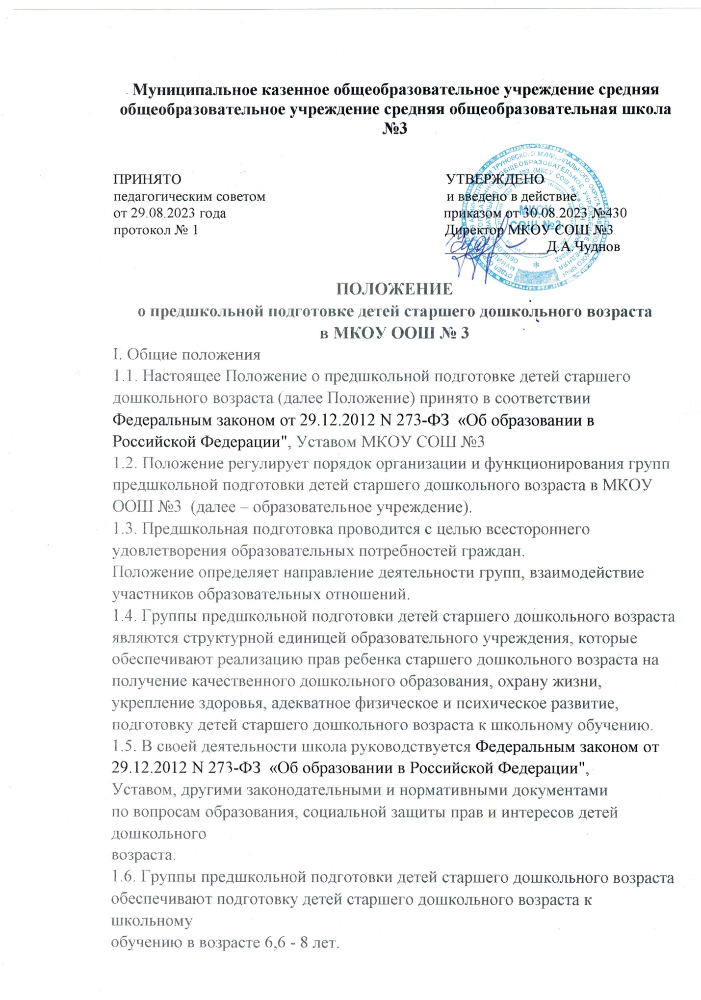 Муниципальное казенное общеобразовательное учреждение средняя
общеобразовательное учреждение средняя общеобразовательная школа
№3
ПРИНЯТО
педагогическим советом
от 29.08.2023 года
протокол № 1
УТВЕРЖДЕНО
и введено в действие
приказом от 30.08.2023 №430
Директор МКОУ СОШ №3
Д.А.Чуднов
МКОУ
СОШ №3
ПОЛОЖЕНИЕ
о предшкольной подготовке детей старшего дошкольного возраста
в МКОУ ООШ № 3
I. Общие положения
1.1. Настоящее Положение о предшкольной подготовке детей старшего
дошкольного возраста (далее Положение) принято в соответствии
Федеральным законом от 29.12.2012 N 273-ФЗ «Об образовании в
Российской Федерации", Уставом МКОУ СОШ №3
1.2. Положение регулирует порядок организации и функционирования групп
предшкольной подготовки детей старшего дошкольного возраста в МКОУ
ООШ №3 (далее – образовательное учреждение).
1.3. Предшкольная подготовка проводится с целью всестороннего
удовлетворения образовательных потребностей граждан.
Положение определяет направление деятельности групп, взаимодействие
участников образовательных отношений.
1.4. Группы предшкольной подготовки детей старшего дошкольного возраста
являются структурной единицей образовательного учреждения, которые
обеспечивают реализацию прав ребенка старшего дошкольного возраста на
получение качественного дошкольного образования, охрану жизни,
укрепление здоровья, адекватное физическое и психическое развитие,
подготовку детей старшего дошкольного возраста к школьному обучению.
1.5. В своей деятельности школа руководствуется Федеральным законом от
29.12.2012 N 273-ФЗ «Об образовании в Российской Федерации",
Уставом, другими законодательными и нормативными документами
по вопросам образования, социальной защиты прав и интересов детей
дошкольного
возраста.
1.6. Группы предшкольной подготовки детей старшего дошкольного возраста
обеспечивают подготовку детей старшего дошкольного возраста к
школьному
обучению в возрасте 6,6 - 8 лет.